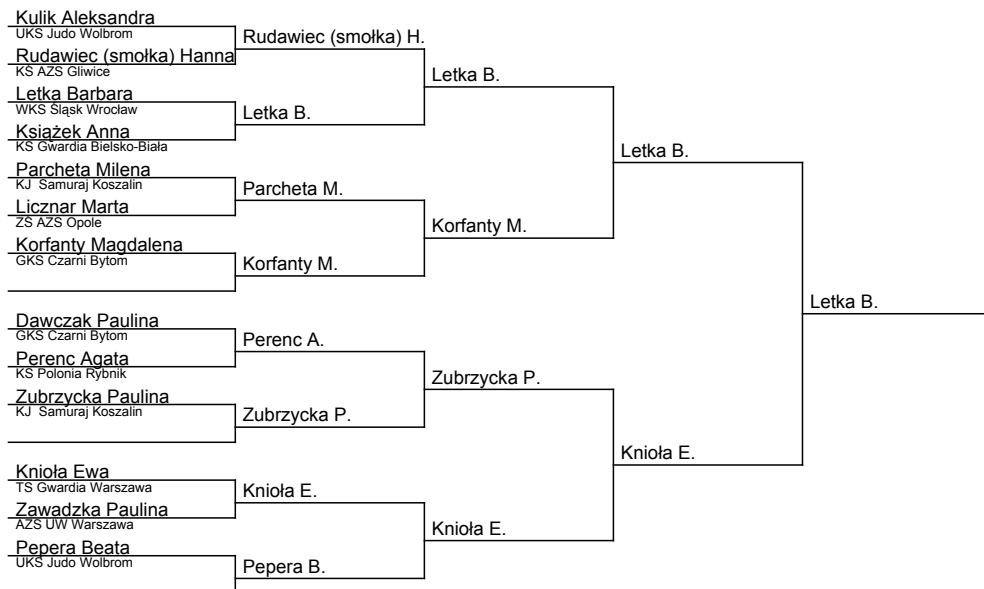 Kulik Aleksandra
UKS Judo Wolbrom
Rudawiec (smołka) Hanna
KŚ AZS Gliwice
Letka Barbara
WKS Śląsk Wrocław
Książek Anna
KS Gwardia Bielsko-Biała
Parcheta Milena
KJ Samuraj Koszalin
Licznar Marta
ZŚ AZS Opole
Korfanty Magdalena
GKS Czarni Bytom
Dawczak Paulina
GKS Czarni Bytom
Perenc Agata
KS Polonia Rybnik
Zubrzycka Paulina
KJ Samuraj Koszalin
Knioła Ewa
TS Gwardia Warszawa
Zawadzka Paulina
AZS UW Warszawa
Pepera Beata
UKS Judo Wolbrom
Rudawiec (smołka) H.
Letka B.
Parcheta M.
Korfanty M.
Perenc A.
Zubrzycka P.
Knioła E.
Pepera B.
Letka B.
Korfanty M.
Zubrzycka P.
Knioła E.
Letka B.
Knioła E.
Letka B.